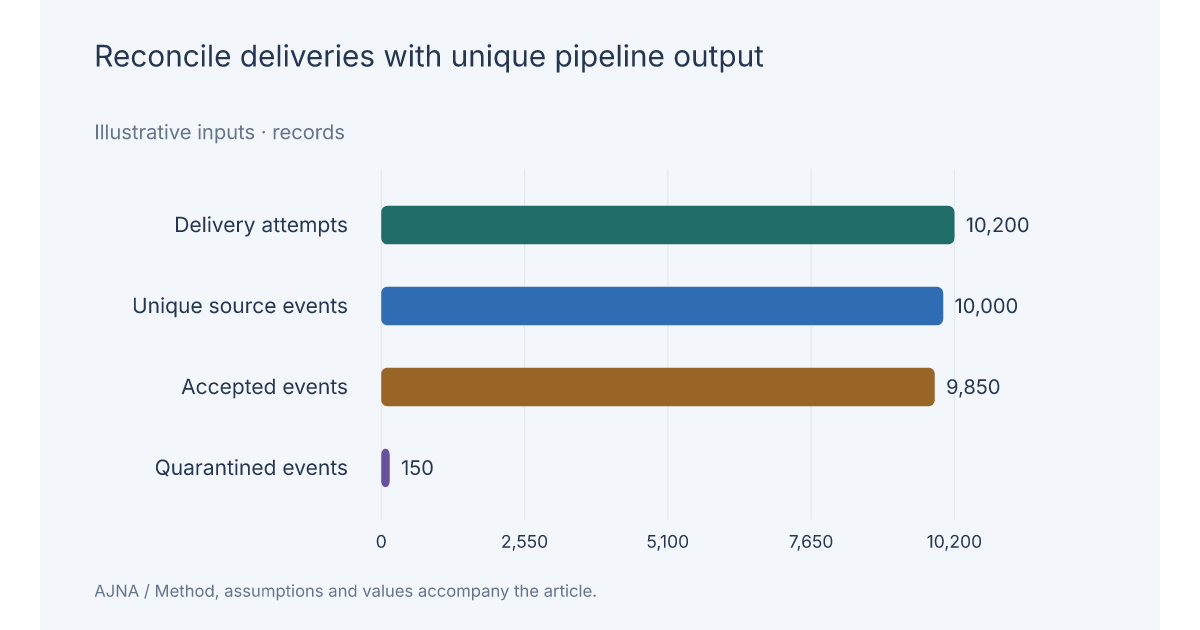 Reconcile deliveries with unique pipeline output
Illustrative inputs · records
Delivery attempts 10,200
Unique source events 10,000
Accepted events 9,850
Quarantined events 150
0 2,550 5,100 7,650 10,200
AJNA / Method, assumptions and values accompany the article.